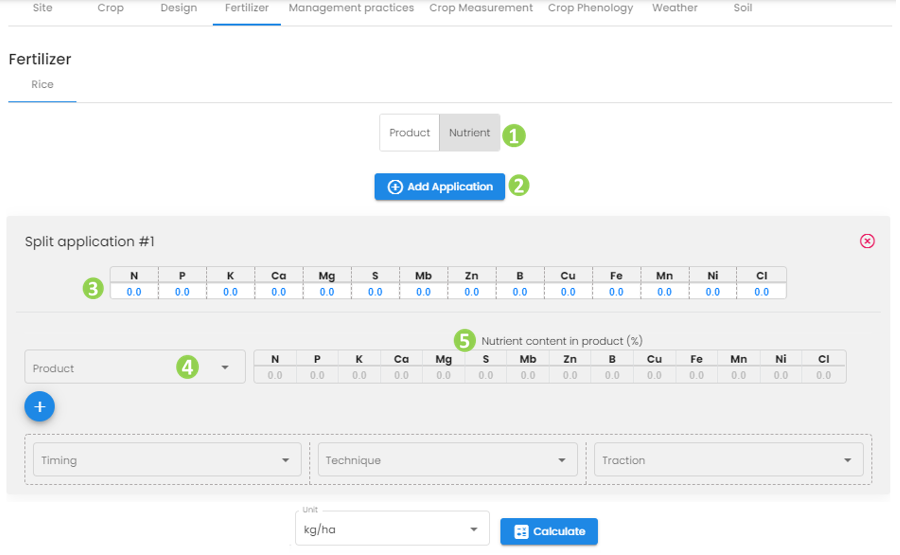 Site Crop Design Fertilizer Management practices Crop Measurement Crop Phenology Weather Soil
Fertilizer
Rice
Product Nutrient 1
Add Application 2
Split application #1
N P K Ca Mg S Mb Zn B Cu Fe Mn Ni Cl
3 0.0 0.0 0.0 0.0 0.0 0.0 0.0 0.0 0.0 0.0 0.0 0.0 0.0 0.0
5 Nutrient content in product (%)
N P K Ca Mg S Mb Zn B Cu Fe Mn Ni Cl
Product 4
0.0 0.0 0.0 0.0 0.0 0.0 0.0 0.0 0.0 0.0 0.0 0.0 0.0 0.0
+
Timing Technique Traction
Unit
kg/ha Calculate